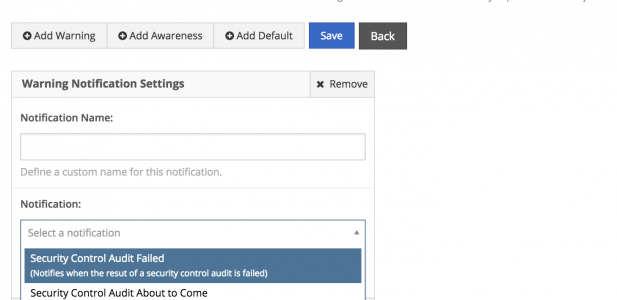 Add Warning Add Awareness Add Default Save Back
Warning Notification Settings Remove
Notification Name:
Define a custom name for this notification.
Notification:
Select a notification
Security Control Audit Failed
(Notifies when the resut of a security control audit is failed)
Security Control Audit About to Come